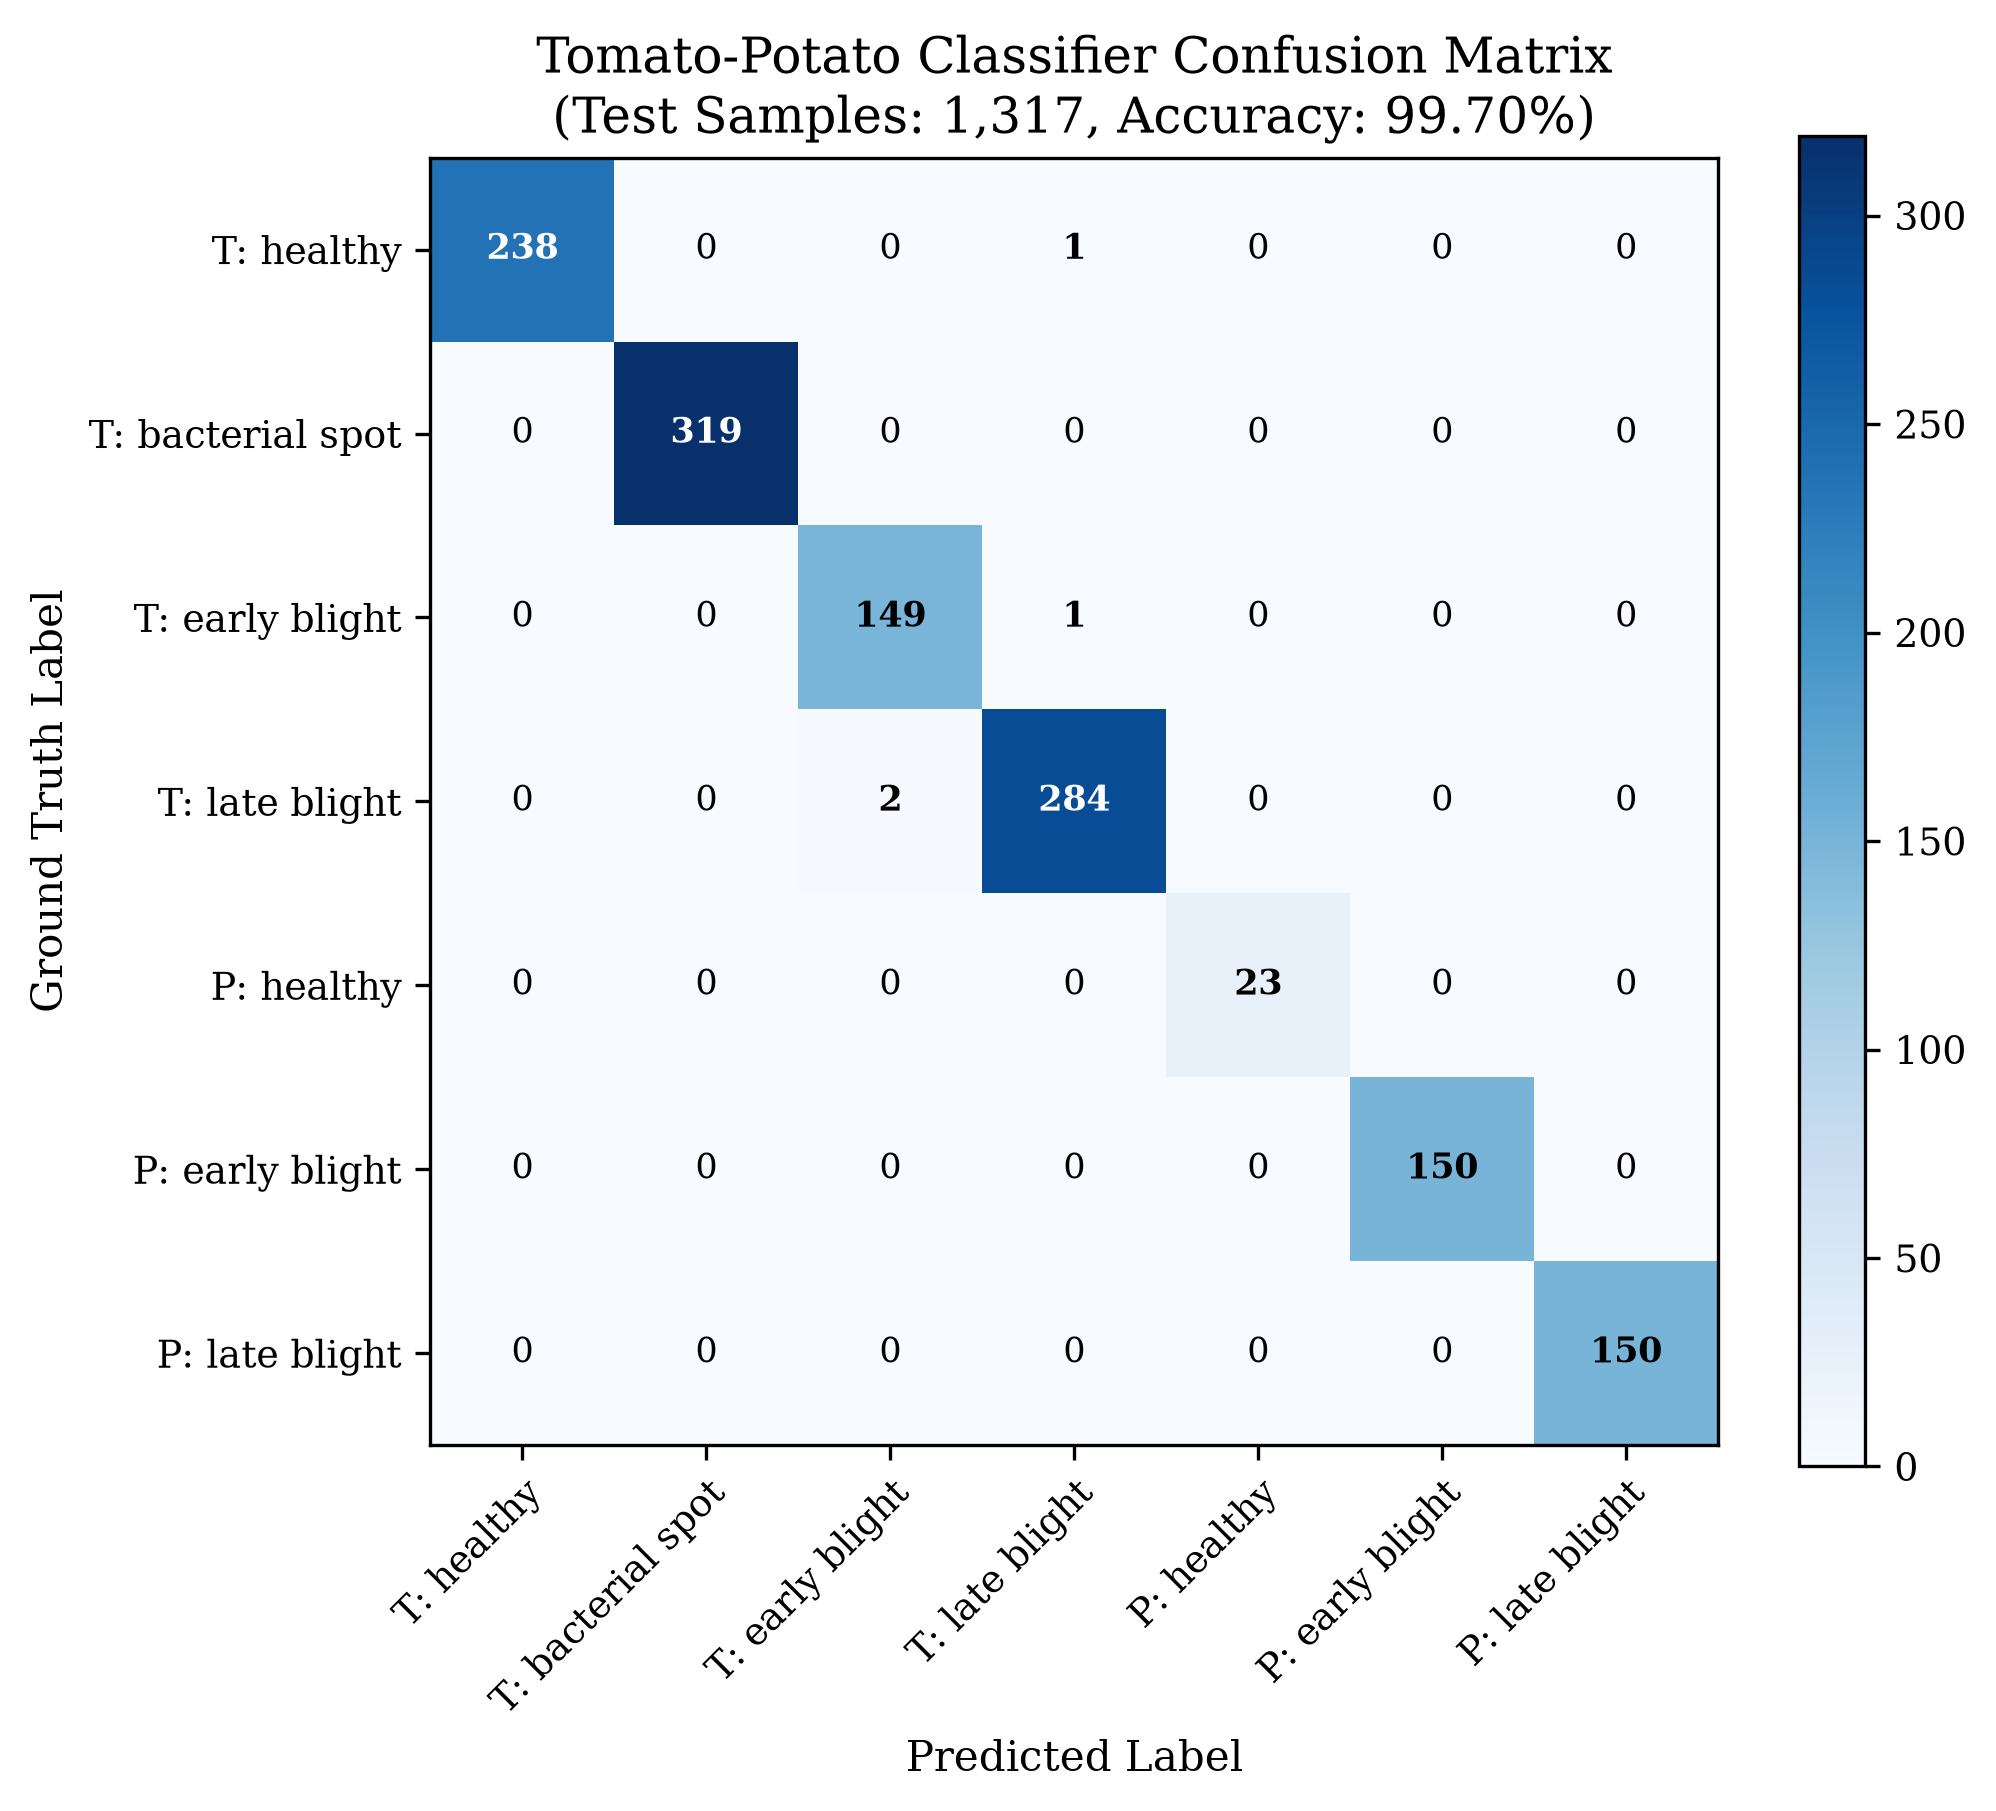 Tomato-Potato Classifier Confusion Matrix
(Test Samples: 1,317, Accuracy: 99.70%)
Ground Truth Label
T: healthy 238 0 0 1 0 0 0
T: bacterial spot 0 319 0 0 0 0 0
T: early blight 0 0 149 1 0 0 0
T: late blight 0 0 2 284 0 0 0
P: healthy 0 0 0 0 23 0 0
P: early blight 0 0 0 0 0 150 0
P: late blight 0 0 0 0 0 0 150
T: healthy
T: bacterial spot
T: early blight
T: late blight
P: healthy
P: early blight
P: late blight
Predicted Label
300
250
200
150
100
50
0